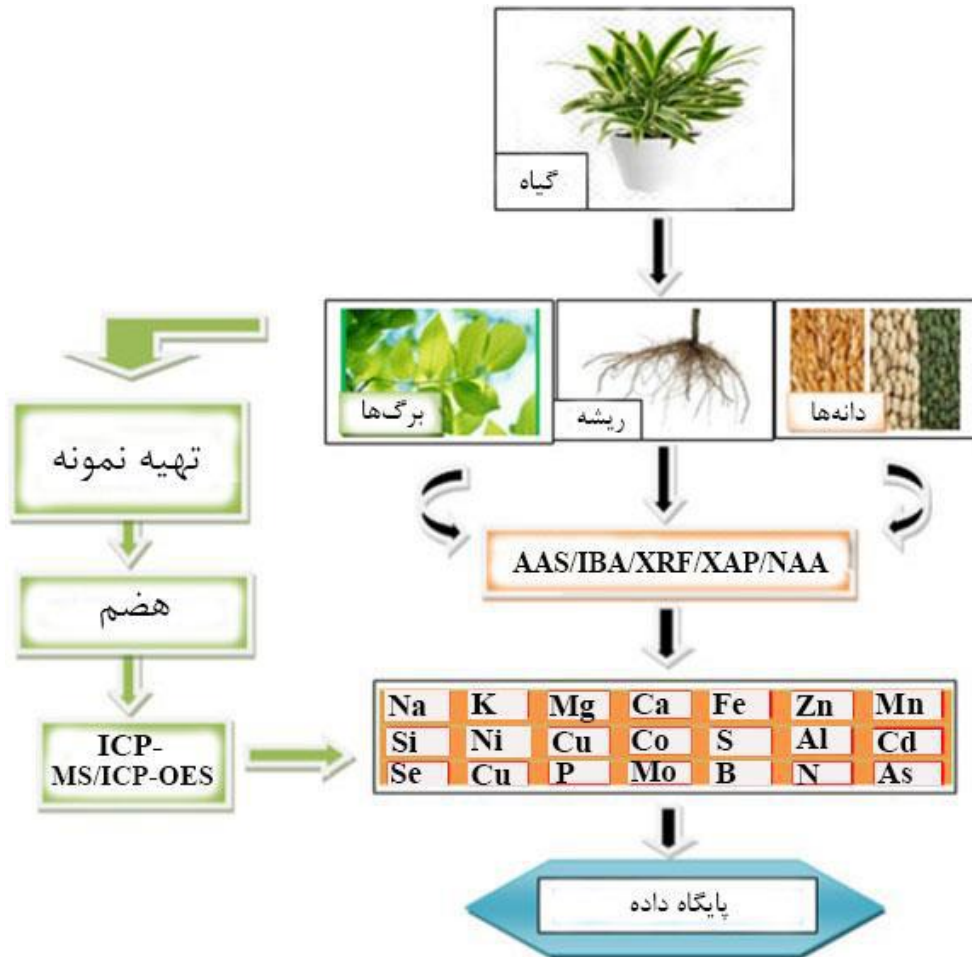 گیاه
برگ‌ها
ریشه
دانه‌ها
تهیه نمونه
هضم
ICP-
MS/ICP-OES
AAS/IBA/XRF/XAP/NAA
Na K Mg Ca Fe Zn Mn
Si Ni Cu Co S Al Cd
Se Cu P Mo B N As
پایگاه داده